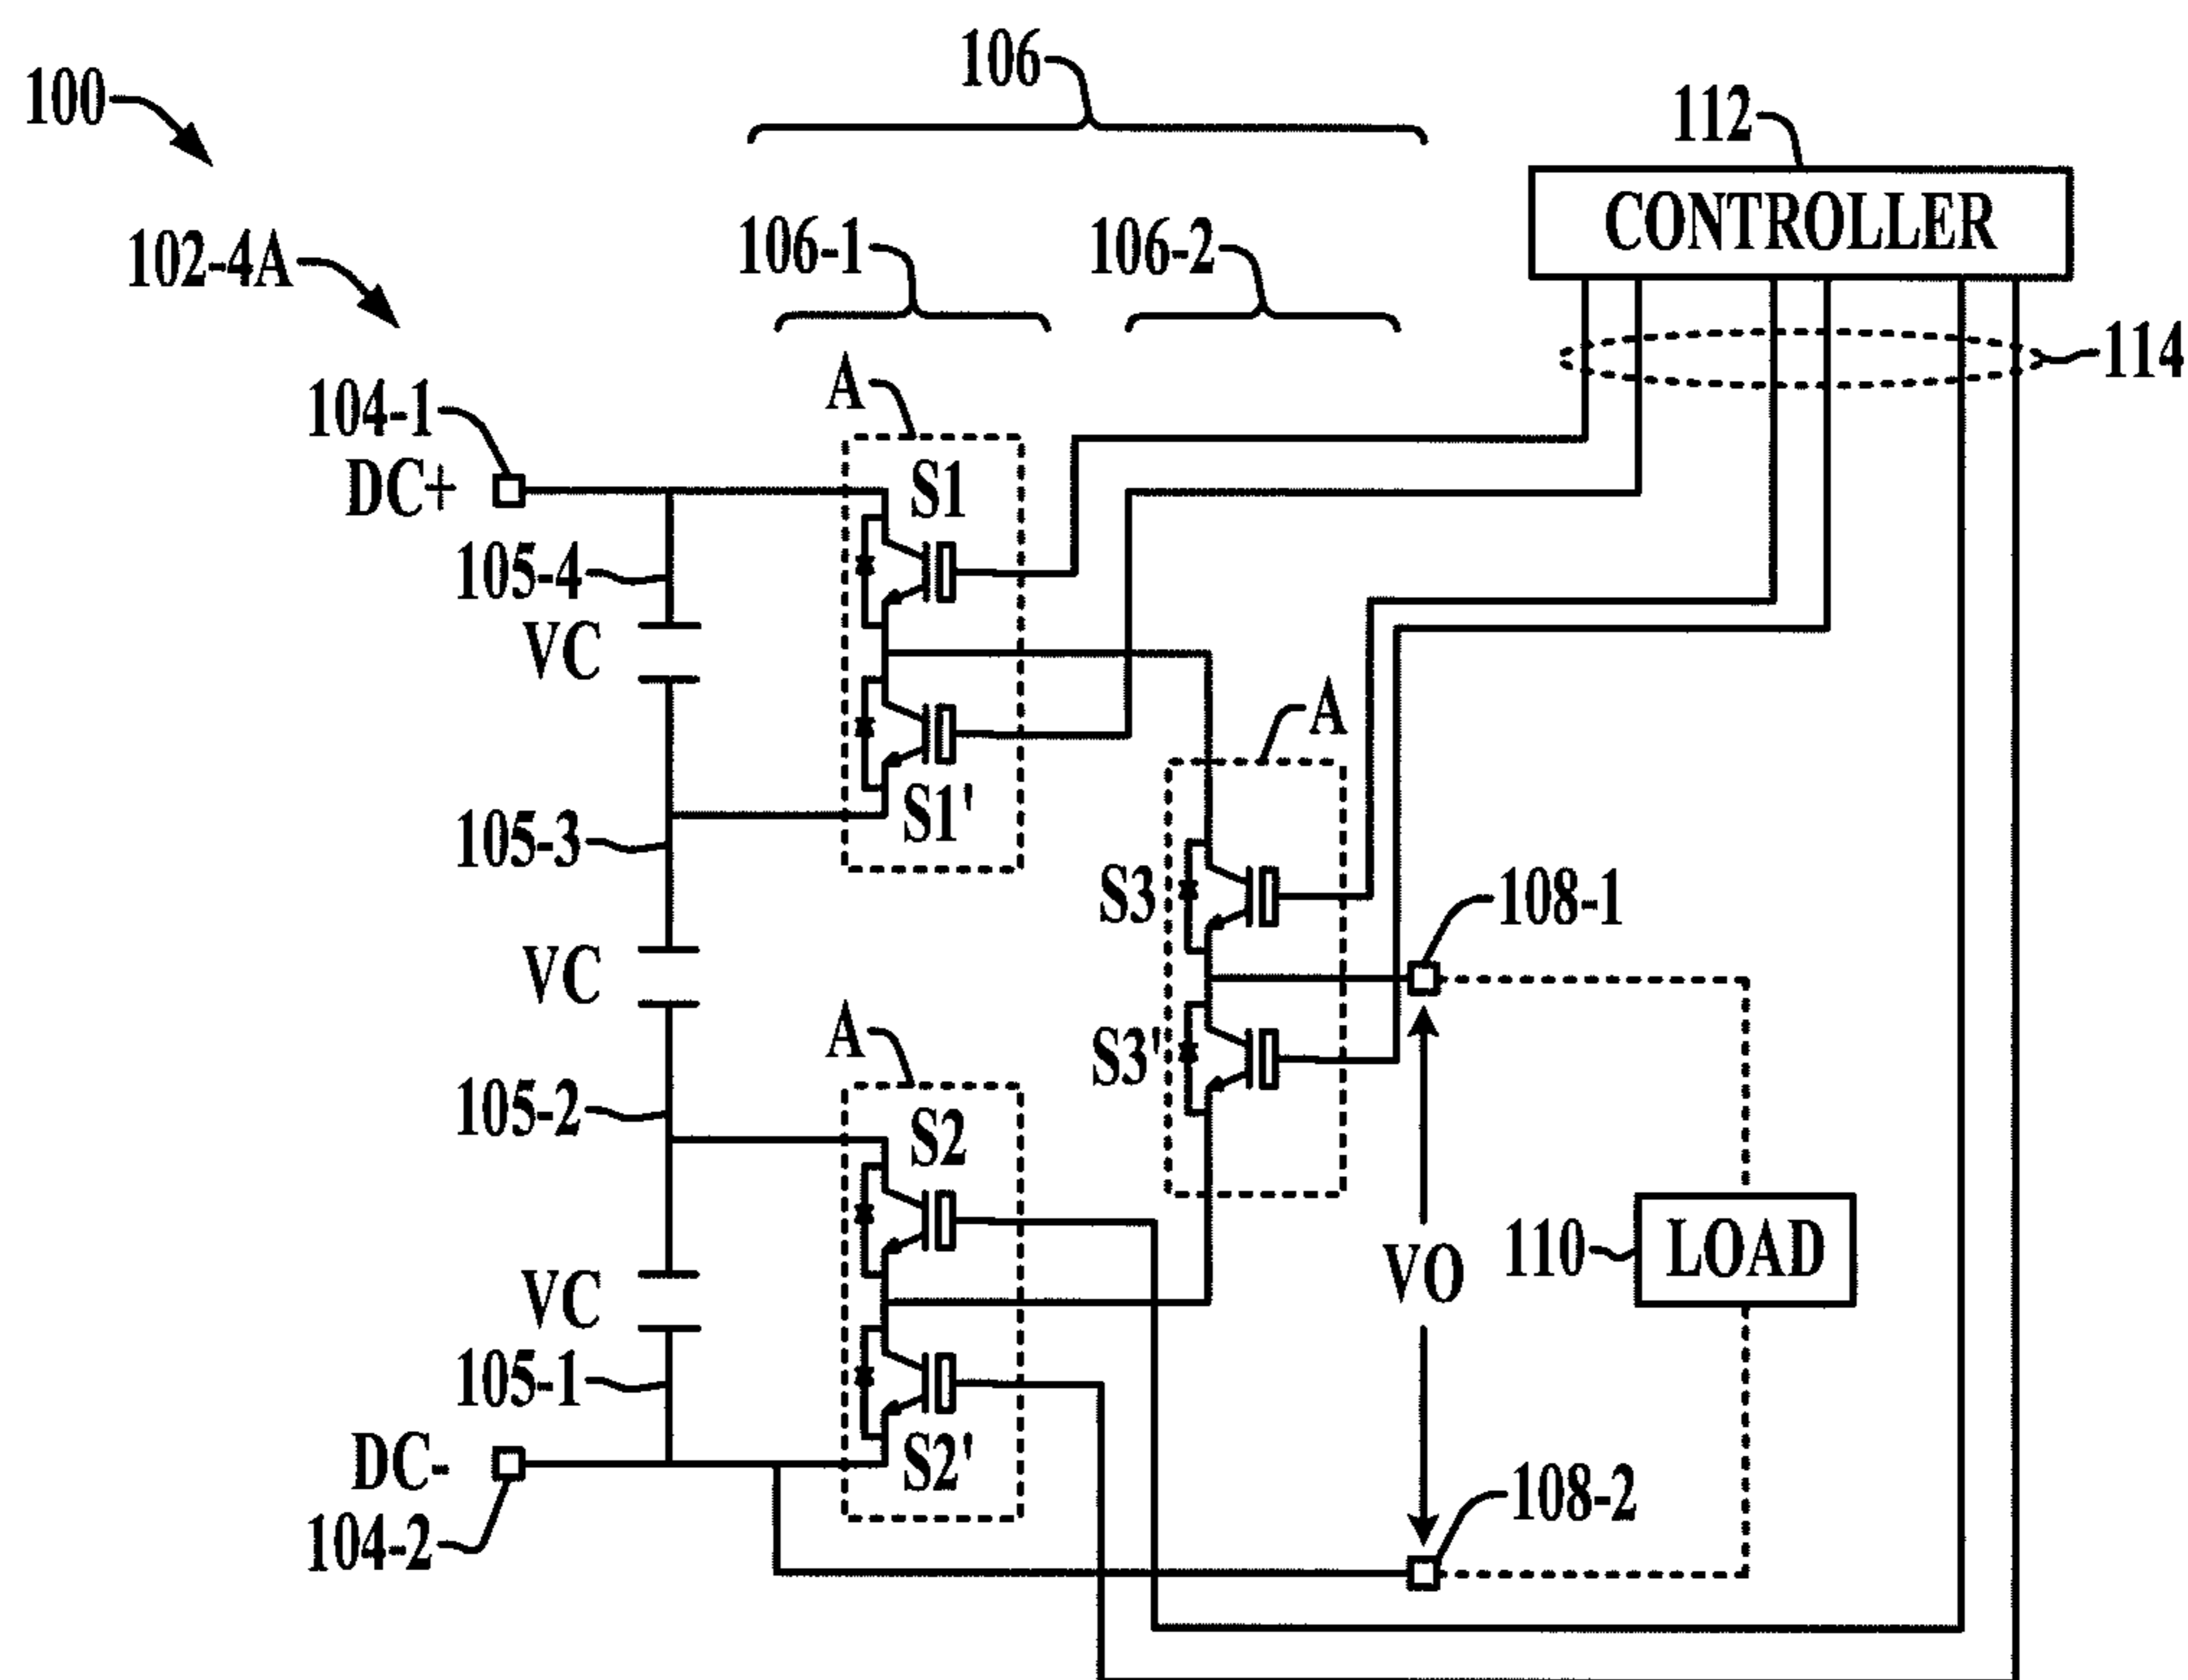 106
100
112
CONTROLLER
102-4A
106-1
106-2
114
A
104-1
DC+
S1
105-4
VC
A
S1'
105-3
S3
108-1
VC
A
S3'
105-2
S2
110
LOAD
VO
VC
105-1
DC-
S2'
108-2
104-2